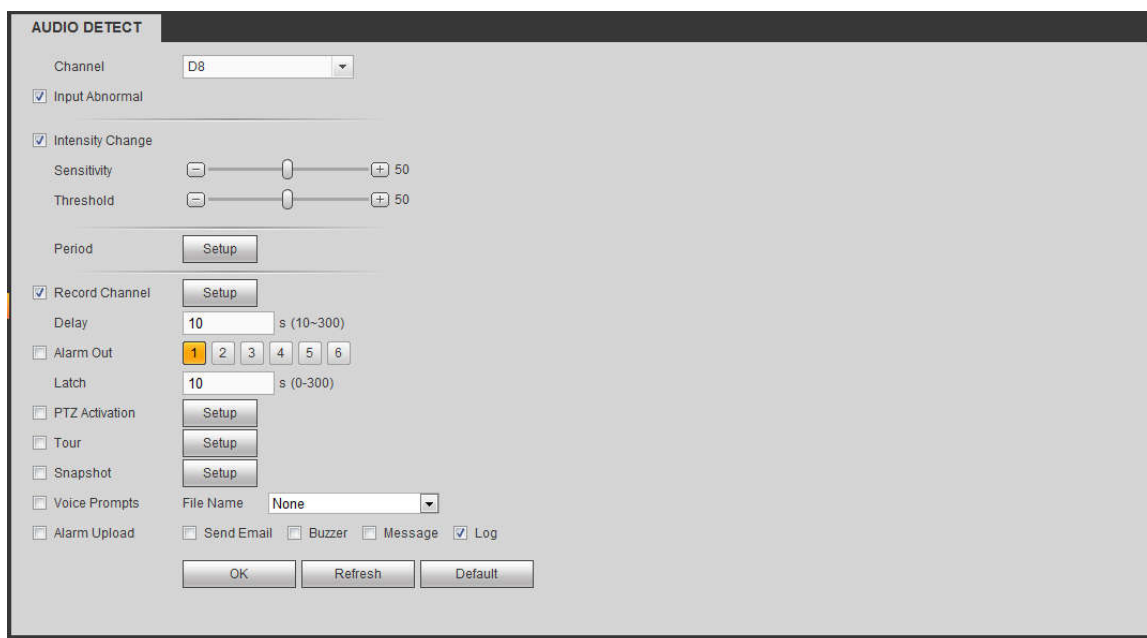 AUDIO DETECT
Channel D8
Input Abnormal
Intensity Change
Sensitivity 50
Threshold 50
Period Setup
Record Channel Setup
Delay 10 s (10~300)
Alarm Out 1 2 3 4 5 6
Latch 10 s (0-300)
PTZ Activation Setup
Tour Setup
Snapshot Setup
Voice Prompts File Name None
Alarm Upload Send Email Buzzer Message Log
OK Refresh Default